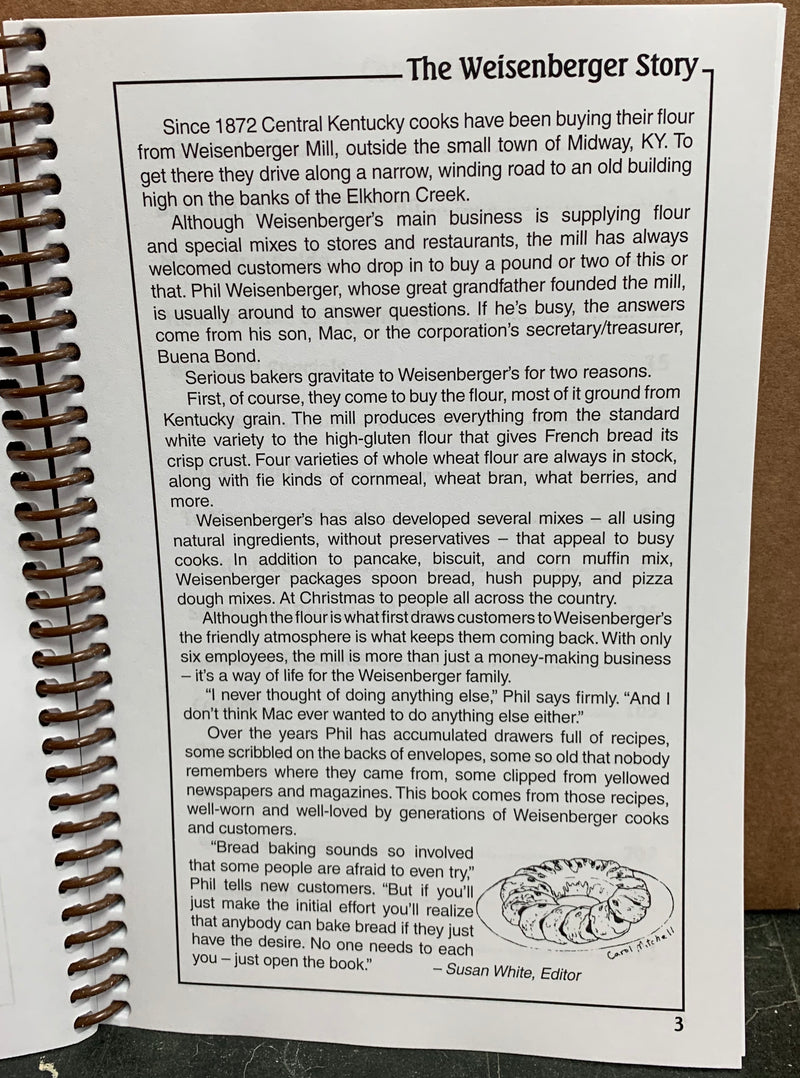 The Weisenberger Story
Since 1872 Central Kentucky cooks have been buying their flour
from Weisenberger Mill, outside the small town of Midway, KY. To
get there they drive along a narrow, winding road to an old building
high on the banks of the Elkhorn Creek.
Although Weisenberger's main business is supplying flour
and special mixes to stores and restaurants, the mill has always
welcomed customers who drop in to buy a pound or two of this or
that. Phil Weisenberger, whose great grandfather founded the mill,
is usually around to answer questions. If he's busy, the answers
come from his son, Mac, or the corporation's secretary/treasurer,
Buena Bond.
Serious bakers gravitate to Weisenberger's for two reasons.
First, of course, they come to buy the flour, most of it ground from
Kentucky grain. The mill produces everything from the standard
white variety to the high-gluten flour that gives French bread its
crisp crust. Four varieties of whole wheat flour are always in stock,
along with fie kinds of cornmeal, wheat bran, what berries, and
more.
Weisenberger's has also developed several mixes – all using
natural ingredients, without preservatives – that appeal to busy
cooks. In addition to pancake, biscuit, and corn muffin mix,
Weisenberger packages spoon bread, hush puppy, and pizza
dough mixes. At Christmas to people all across the country.
Although the flour is what first draws customers to Weisenberger's
the friendly atmosphere is what keeps them coming back. With only
six employees, the mill is more than just a money-making business
– it's a way of life for the Weisenberger family.
"I never thought of doing anything else," Phil says firmly. "And I
don't think Mac ever wanted to do anything else either."
Over the years Phil has accumulated drawers full of recipes,
some scribbled on the backs of envelopes, some so old that nobody
remembers where they came from, some clipped from yellowed
newspapers and magazines. This book comes from those recipes,
well-worn and well-loved by generations of Weisenberger cooks
and customers.
"Bread baking sounds so involved
that some people are afraid to even try,"
Phil tells new customers. "But if you'll
just make the initial effort you'll realize
that anybody can bake bread if they just
have the desire. No one needs to each
you – just open the book."
– Susan White, Editor
Carol Mitchell
3